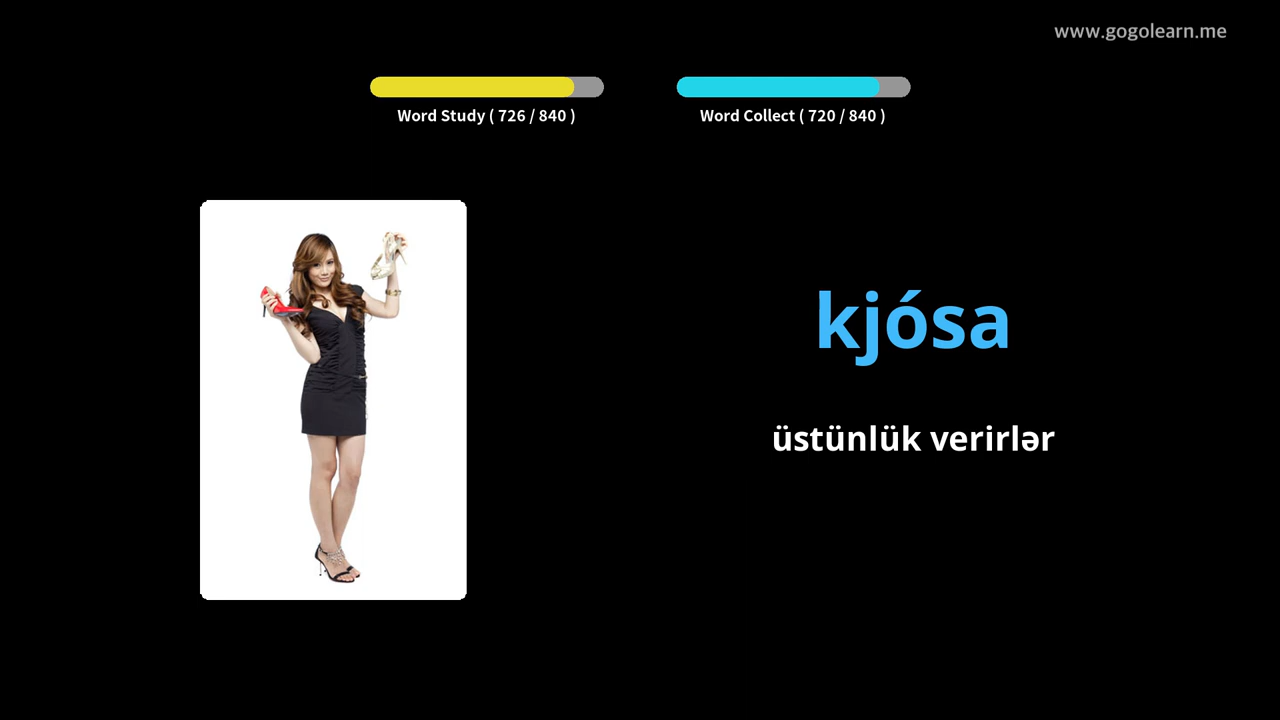 www.gogolearn.me
Word Study ( 726 / 840 )
Word Collect ( 720 / 840 )
kjósa
üstünlük verirlər